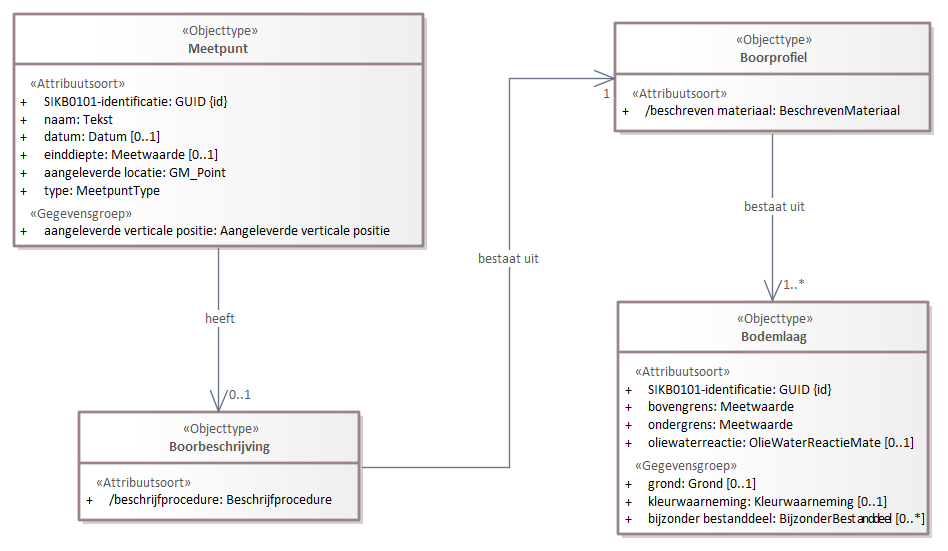 «Objecttype»
Meetpunt
«Attribuutsoort»
+ SIKB0101-identificatie: GUID {id}
+ naam: Tekst
+ datum: Datum [0..1]
+ einddiepte: Meetwaarde [0..1]
+ aangeleverde locatie: GM_Point
+ type: MeetpuntType
«Gegevensgroep»
+ aangeleverde verticale positie: Aangeleverde verticale positie
heeft
0..1
«Objecttype»
Boorbeschrijving
«Attribuutsoort»
+ /beschrijfprocedure: Beschrijfprocedure
bestaat uit
1
«Objecttype»
Boorprofiel
«Attribuutsoort»
+ /beschreven materiaal: BeschrevenMateriaal
bestaat uit
1..*
«Objecttype»
Bodemlaag
«Attribuutsoort»
+ SIKB0101-identificatie: GUID {id}
+ bovengrens: Meetwaarde
+ ondergrens: Meetwaarde
+ oliewaterreactie: OlieWaterReactieMate [0..1]
«Gegevensgroep»
+ grond: Grond [0..1]
+ kleurwaarneming: Kleurwaarneming [0..1]
+ bijzonder bestanddeel: BijzonderBestanddeel [0..*]